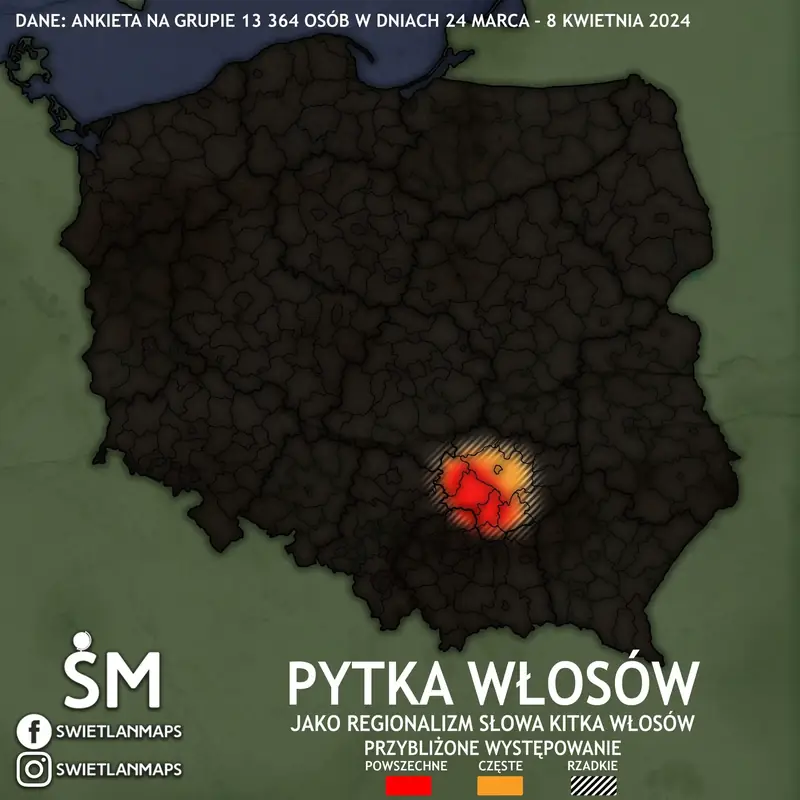 DANE: ANKIETA NA GRUPIE 13 364 OSÓB W DNIACH 24 MARCA - 8 KWIETNIA 2024
ŚM
SWIETLANMAPS
SWIETLANMAPS
PYTKA WŁOSÓW
JAKO REGIONALIZM SŁOWA KITKA WŁOSÓW
PRZYBLIŻONE WYSTĘPOWANIE
POWSZECHNE CZĘSTE RZADKIE